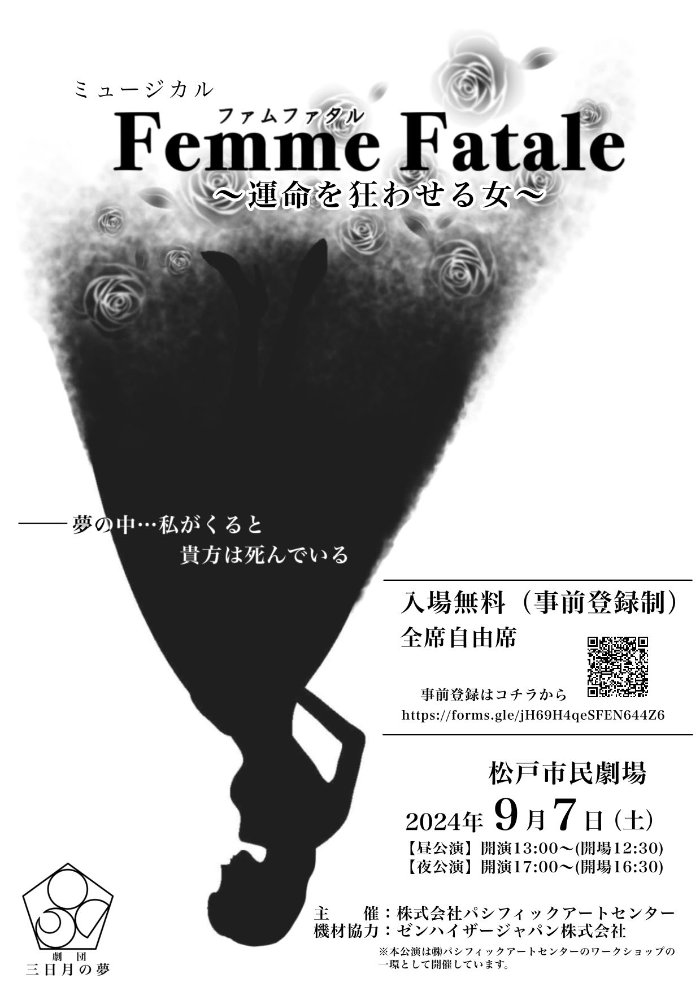 ミュージカル
ファムファタル
Femme Fatale
～運命を狂わせる女～
――夢の中…私がくると
貴方は死んでいる
入場無料（事前登録制）
全席自由席
事前登録はコチラから
https://forms.gle/jH69H4qeSFEN644Z6
松戸市民劇場
2024年 9月7日（土）
【昼公演】開演13:00～(開場12:30)
【夜公演】開演17:00～(開場16:30)
主　　催：株式会社パシフィックアートセンター
機材協力：ゼンハイザージャパン株式会社
※本公演は㈱パシフィックアートセンターのワークショップの
一環として開催しています。
劇　団
三日月の夢